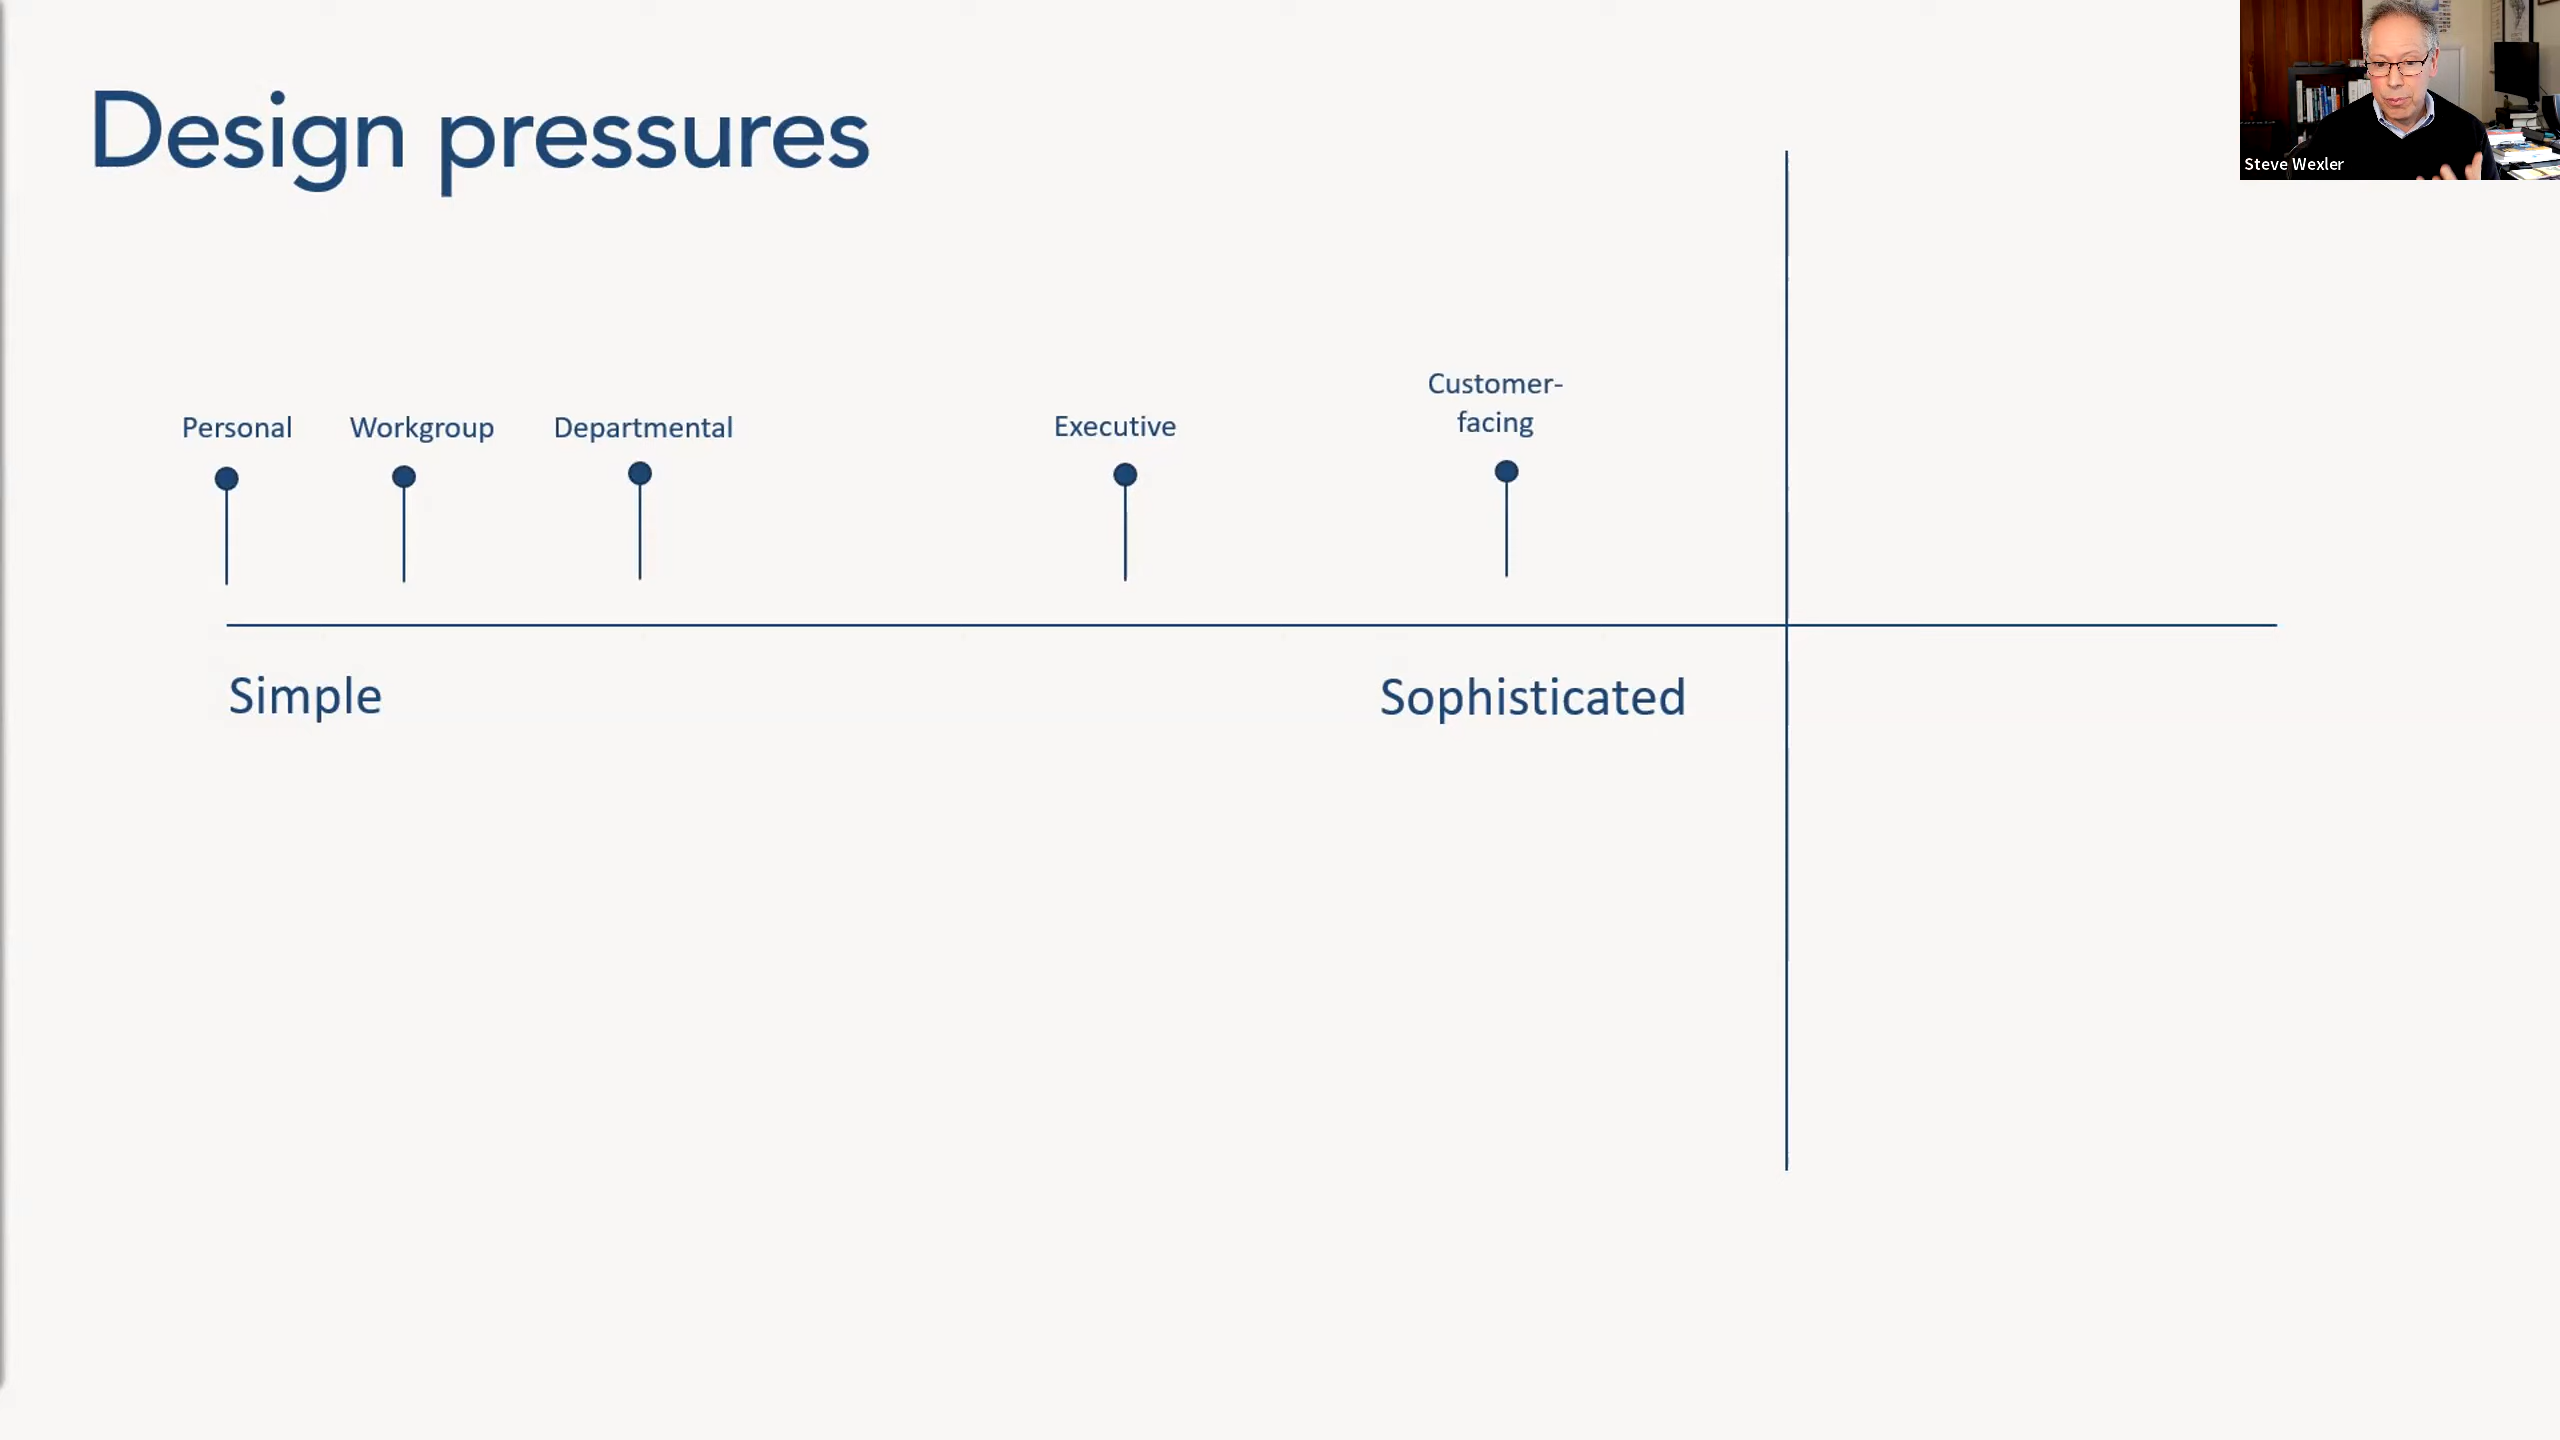 Design pressures
Steve Wexler
Personal
Workgroup
Departmental
Executive
Customer-
facing
Simple
Sophisticated